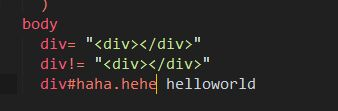 )
body
div= "<div></div>"
div!= "<div></div>"
div#haha.hehe helloworld